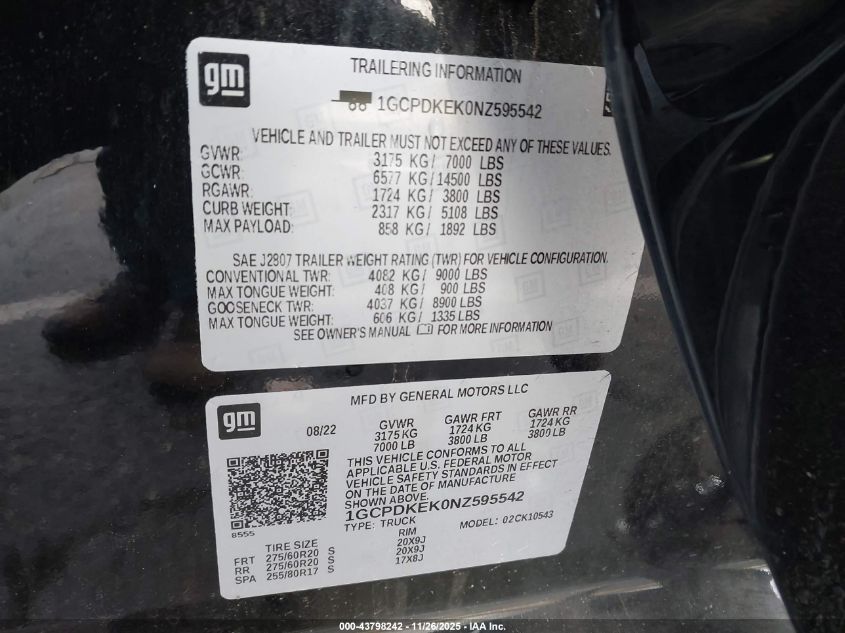 gm
TRAILERING INFORMATION
1GCPDKEK0NZ595542
VEHICLE AND TRAILER MUST NOT EXCEED ANY OF THESE VALUES.
GVWR: 3175 KG/ 7000 LBS
GCWR: 6577 KG/14500 LBS
RGAWR: 1724 KG/ 3800 LBS
CURB WEIGHT: 2317 KG/ 5108 LBS
MAX PAYLOAD: 858 KG/ 1892 LBS
SAE J2807 TRAILER WEIGHT RATING (TWR) FOR VEHICLE CONFIGURATION.
CONVENTIONAL TWR: 4082 KG/ 9000 LBS
MAX TONGUE WEIGHT: 408 KG/ 900 LBS
GOOSENECK TWR: 4037 KG/ 8900 LBS
MAX TONGUE WEIGHT: 606 KG/ 1335 LBS
SEE OWNER'S MANUAL FOR MORE INFORMATION
gm
MFD BY GENERAL MOTORS LLC
08/22 GVWR GAWR FRT GAWR RR
3175 KG 1724 KG 1724 KG
7000 LB 3800 LB 3800 LB
THIS VEHICLE CONFORMS TO ALL
APPLICABLE U.S. FEDERAL MOTOR
VEHICLE SAFETY STANDARDS IN EFFECT
ON THE DATE OF MANUFACTURE
SHOWN ABOVE.
1GCPDKEK0NZ595542
8555
TYPE: TRUCK MODEL: 02CK10543
TIRE SIZE RIM
FRT 275/60R20 S 20X9J
RR 275/60R20 S 20X9J
SPA 255/80R17 S 17X8J
000-43798242 // 11/26/2025 // IAA Inc.